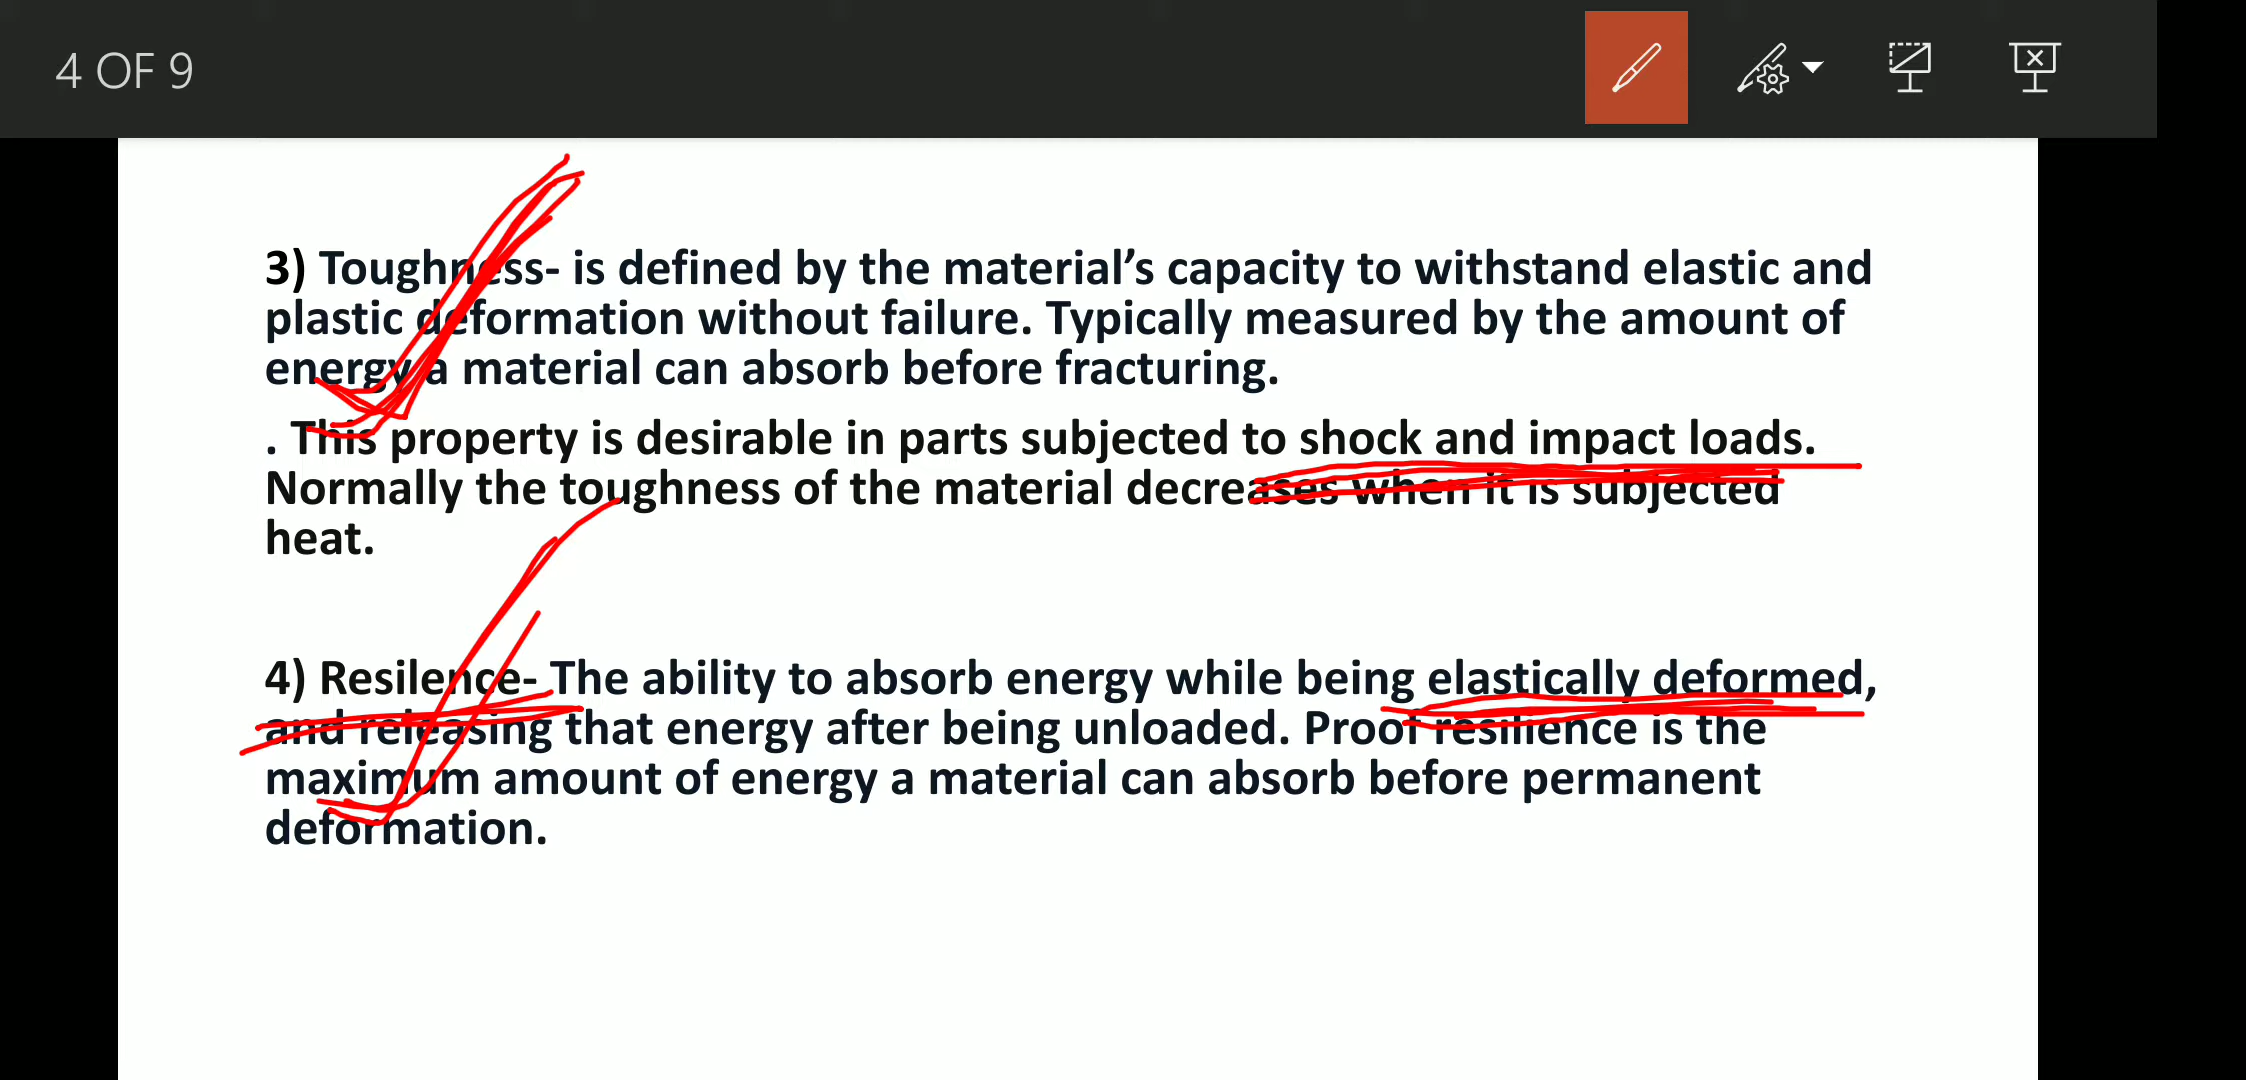 4 OF 9
3) Toughness- is defined by the material’s capacity to withstand elastic and
plastic deformation without failure. Typically measured by the amount of
energy a material can absorb before fracturing.
. This property is desirable in parts subjected to shock and impact loads.
Normally the toughness of the material decreases when it is subjected
heat.
4) Resilence- The ability to absorb energy while being elastically deformed,
and releasing that energy after being unloaded. Proof resilience is the
maximum amount of energy a material can absorb before permanent
deformation.